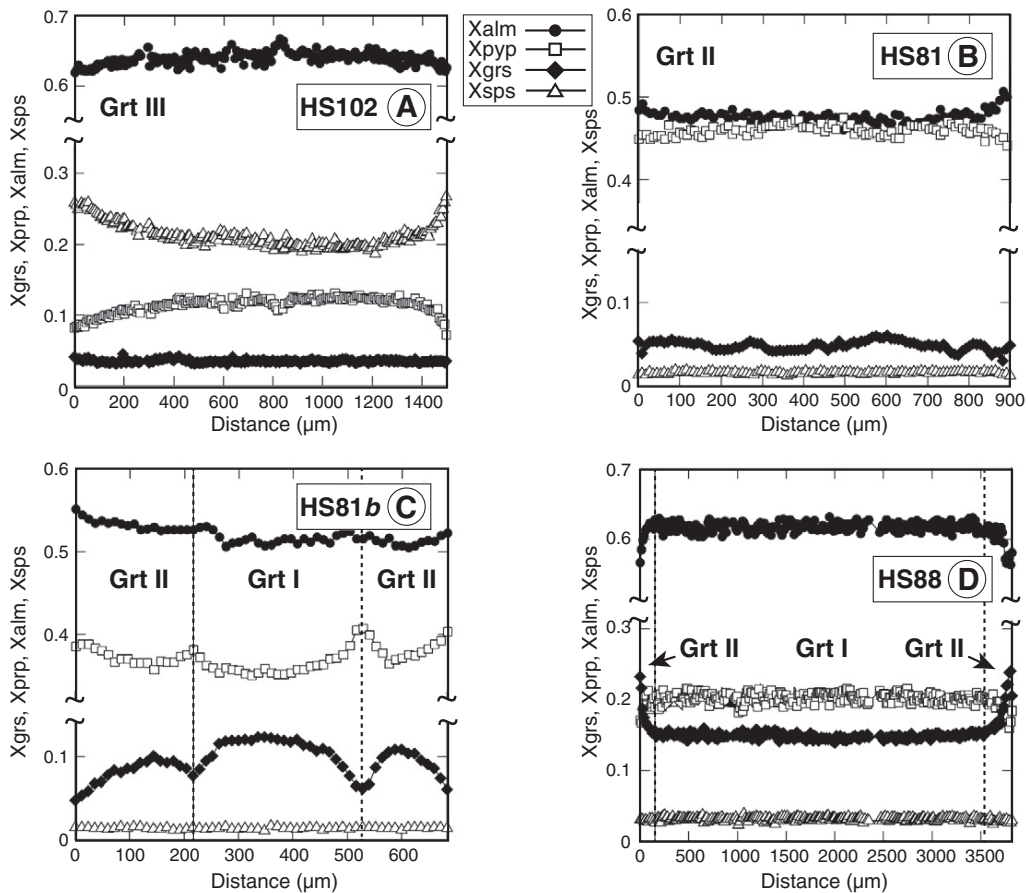 Xalm
Xpyp
Xgrs
Xsps
0.7
0.6
0.3
0.2
0.1
0
Xgrs, Xprp, Xalm, Xsps
Grt III
HS102 A
0 200 400 600 800 1000 1200 1400
Distance (μm)
0.6
0.5
0.4
0.1
0
Xgrs, Xprp, Xalm, Xsps
Grt II
HS81 B
0 100 200 300 400 500 600 700 800 900
Distance (μm)
0.6
0.5
0.4
0.1
0
Xgrs, Xprp, Xalm, Xsps
HS81b C
Grt II Grt I Grt II
0 100 200 300 400 500 600
Distance (μm)
0.7
0.6
0.3
0.2
0.1
0
Xgrs, Xprp, Xalm, Xsps
HS88 D
Grt II Grt I Grt II
0 500 1000 1500 2000 2500 3000 3500
Distance (μm)